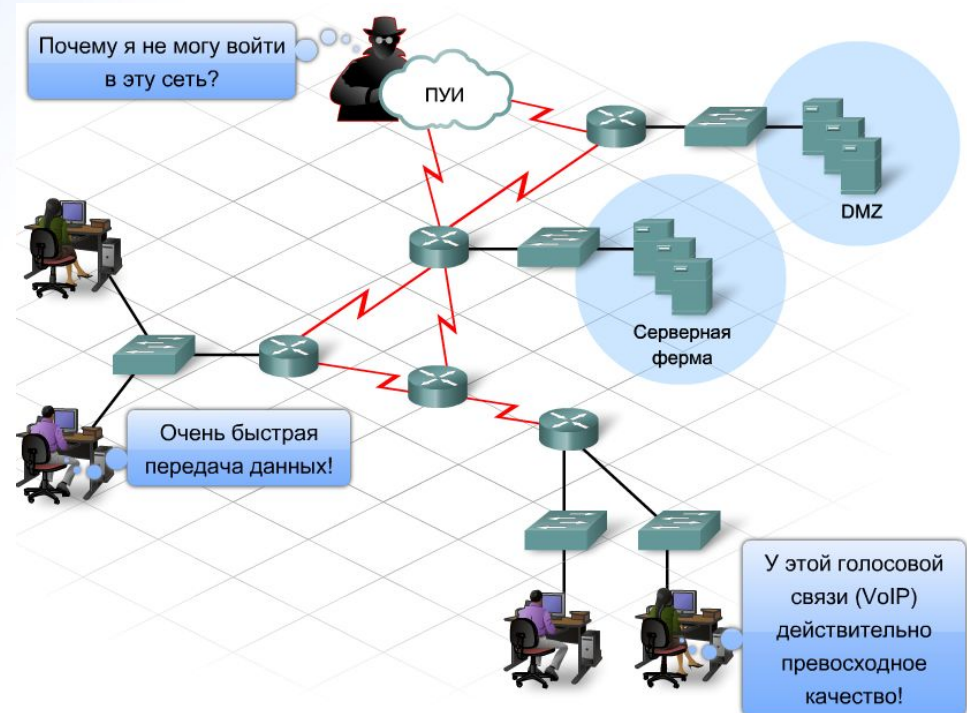 Почему я не могу войти
в эту сеть?
ПУИ
DMZ
Серверная
ферма
Очень быстрая
передача данных!
У этой голосовой
связи (VoIP)
действительно
превосходное
качество!